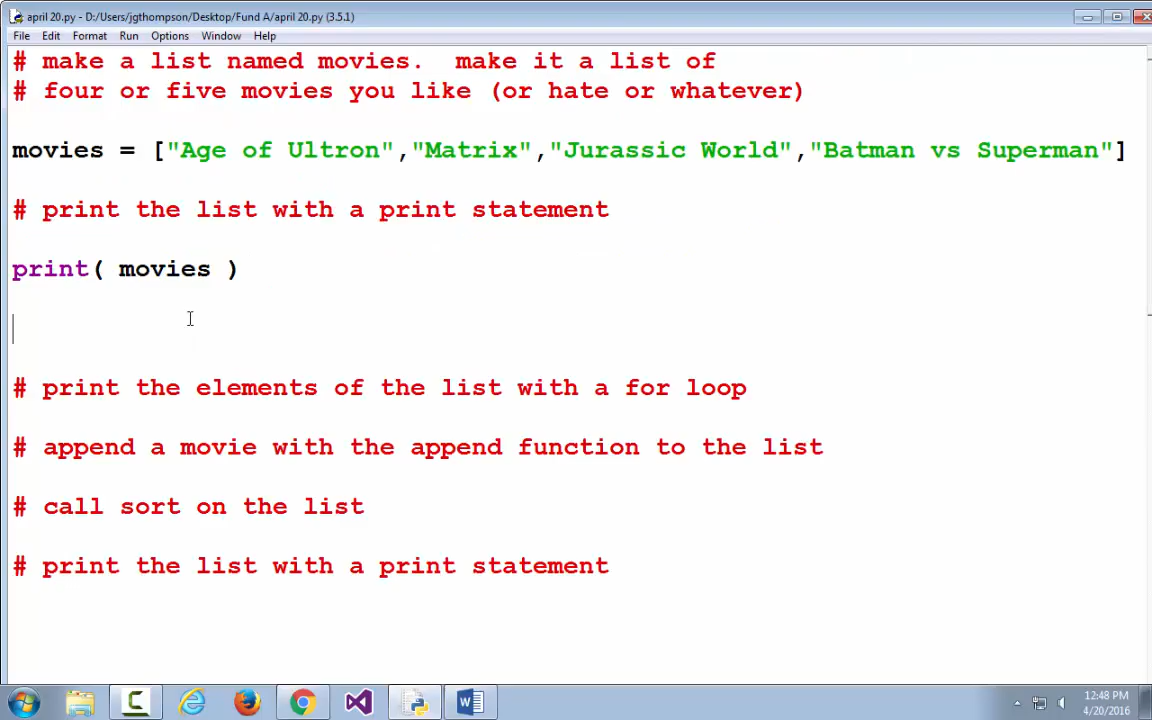 april 20.py - D:/Users/jgthompson/Desktop/Fund A/april 20.py (3.5.1)
File Edit Format Run Options Window Help
# make a list named movies.  make it a list of
# four or five movies you like (or hate or whatever)
movies = ["Age of Ultron","Matrix","Jurassic World","Batman vs Superman"]
# print the list with a print statement
print( movies )
# print the elements of the list with a for loop
# append a movie with the append function to the list
# call sort on the list
# print the list with a print statement
12:48 PM
4/20/2016